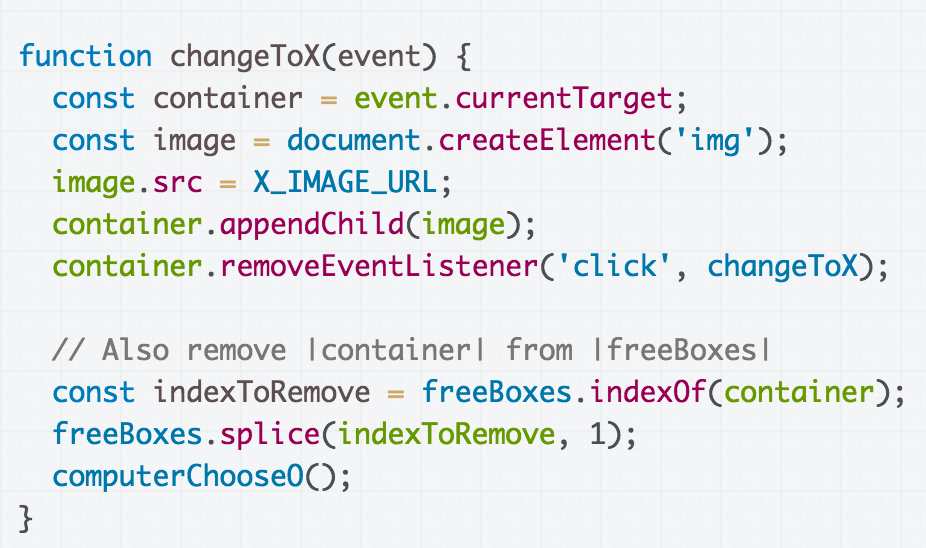 function changeToX(event) {
  const container = event.currentTarget;
  const image = document.createElement('img');
  image.src = X_IMAGE_URL;
  container.appendChild(image);
  container.removeEventListener('click', changeToX);

  // Also remove |container| from |freeBoxes|
  const indexToRemove = freeBoxes.indexOf(container);
  freeBoxes.splice(indexToRemove, 1);
  computerChooseO();
}